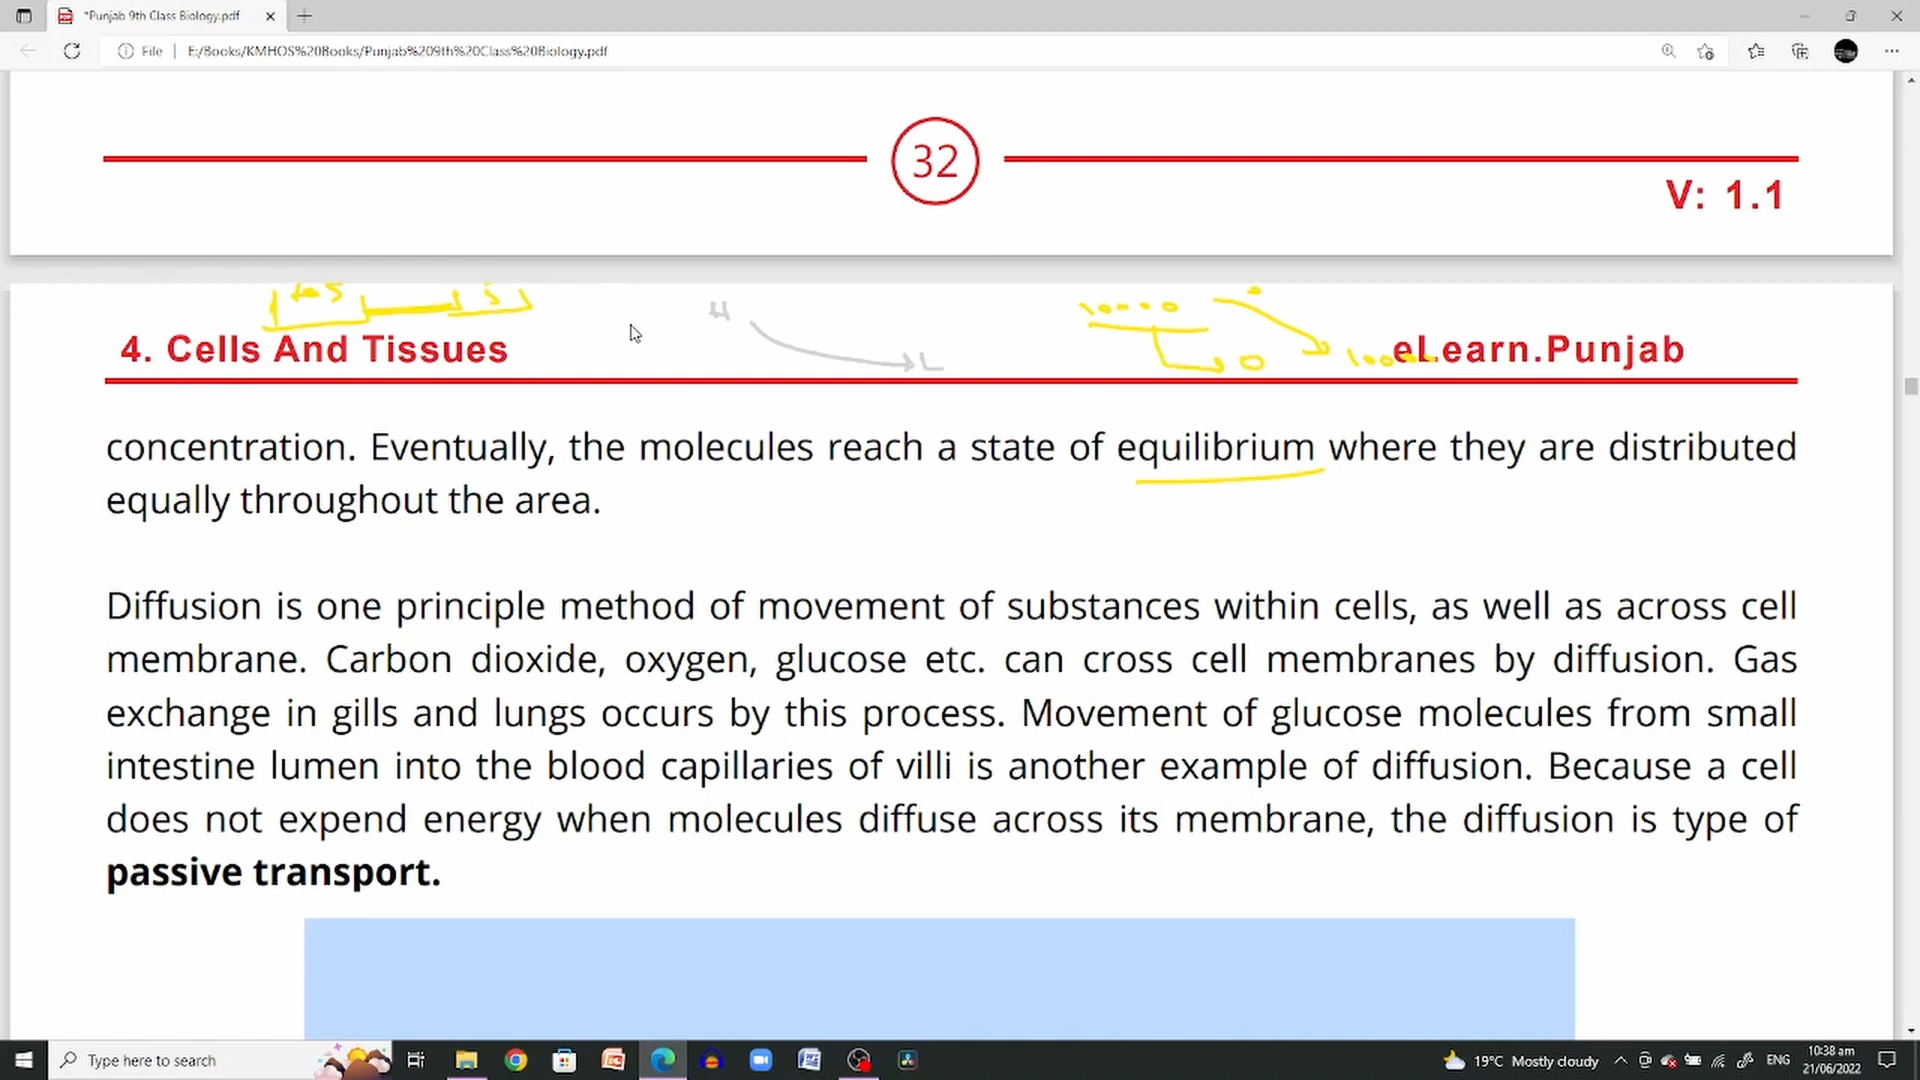 *Punjab 9th Class Biology.pdf
File | E:/Books/KMHOS%20Books/Punjab%209th%20Class%20Biology.pdf
32
V: 1.1
H
L
10000
0
4. Cells And Tissues
eLearn.Punjab
concentration. Eventually, the molecules reach a state of equilibrium where they are distributed
equally throughout the area.
Diffusion is one principle method of movement of substances within cells, as well as across cell
membrane. Carbon dioxide, oxygen, glucose etc. can cross cell membranes by diffusion. Gas
exchange in gills and lungs occurs by this process. Movement of glucose molecules from small
intestine lumen into the blood capillaries of villi is another example of diffusion. Because a cell
does not expend energy when molecules diffuse across its membrane, the diffusion is type of
passive transport.
Type here to search
19°C Mostly cloudy
ENG
10:38 am
21/06/2022